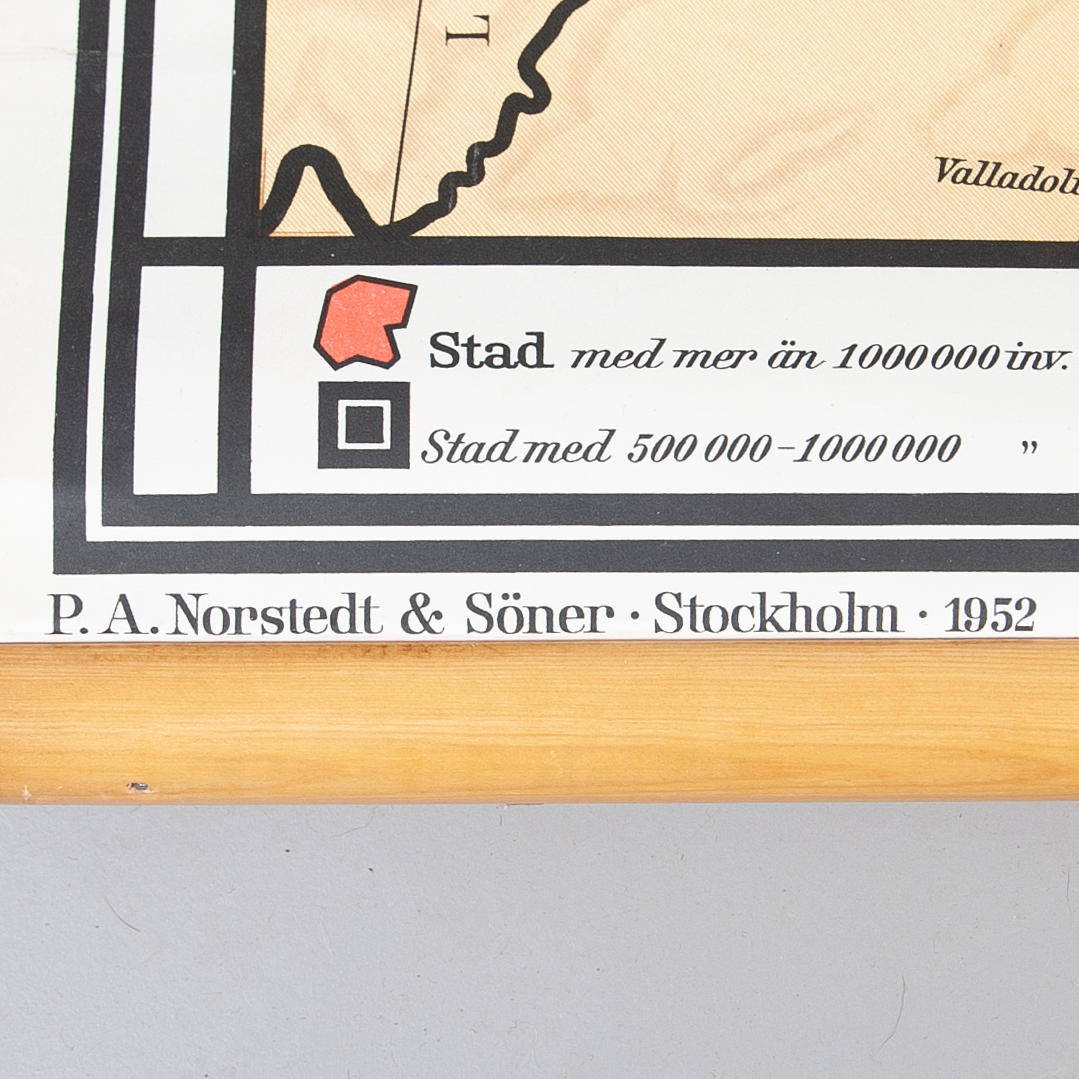 L
Valladoli
Stad med mer än 1000000 inv.
Stad med 500 000-1000 000 "
P. A. Norstedt & Söner · Stockholm · 1952